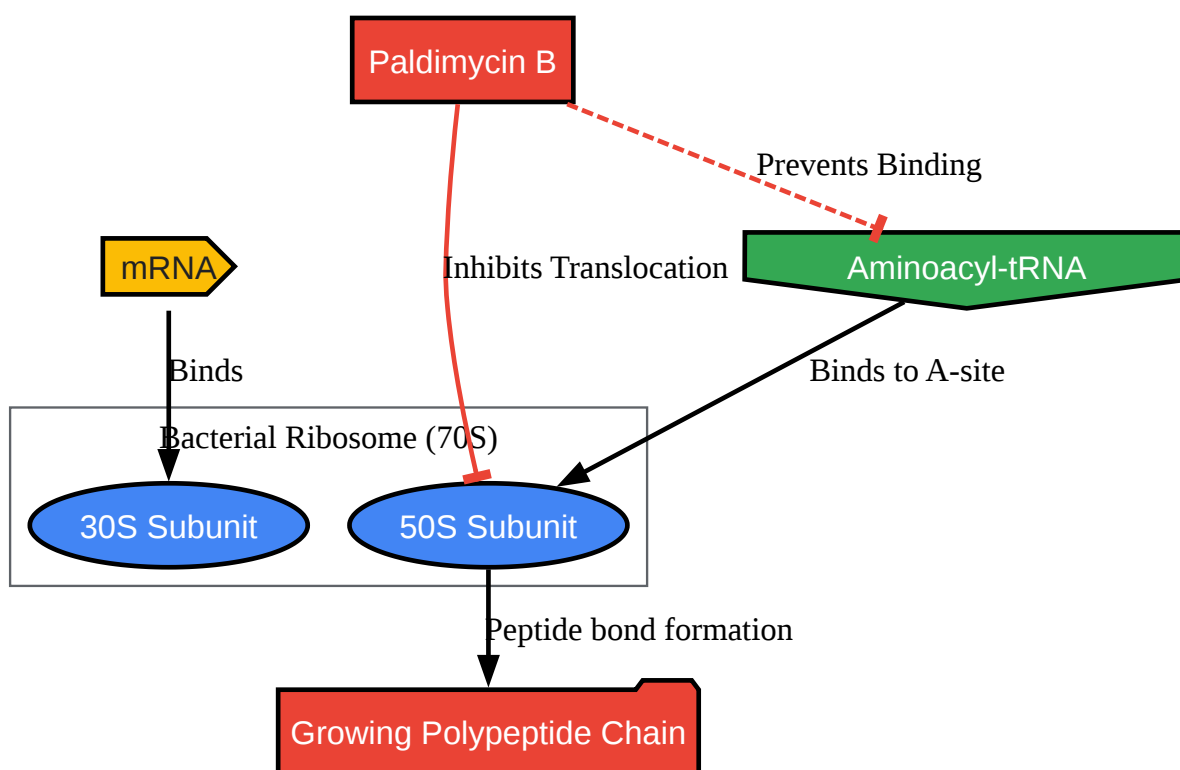 Paldimycin B
Prevents Binding
mRNA
Inhibits Translocation
Aminoacyl-tRNA
Binds
Binds to A-site
Bacterial Ribosome (70S)
30S Subunit
50S Subunit
Peptide bond formation
Growing Polypeptide Chain